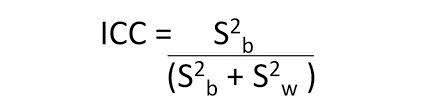 ICC = S²b
(S²b + S²w )